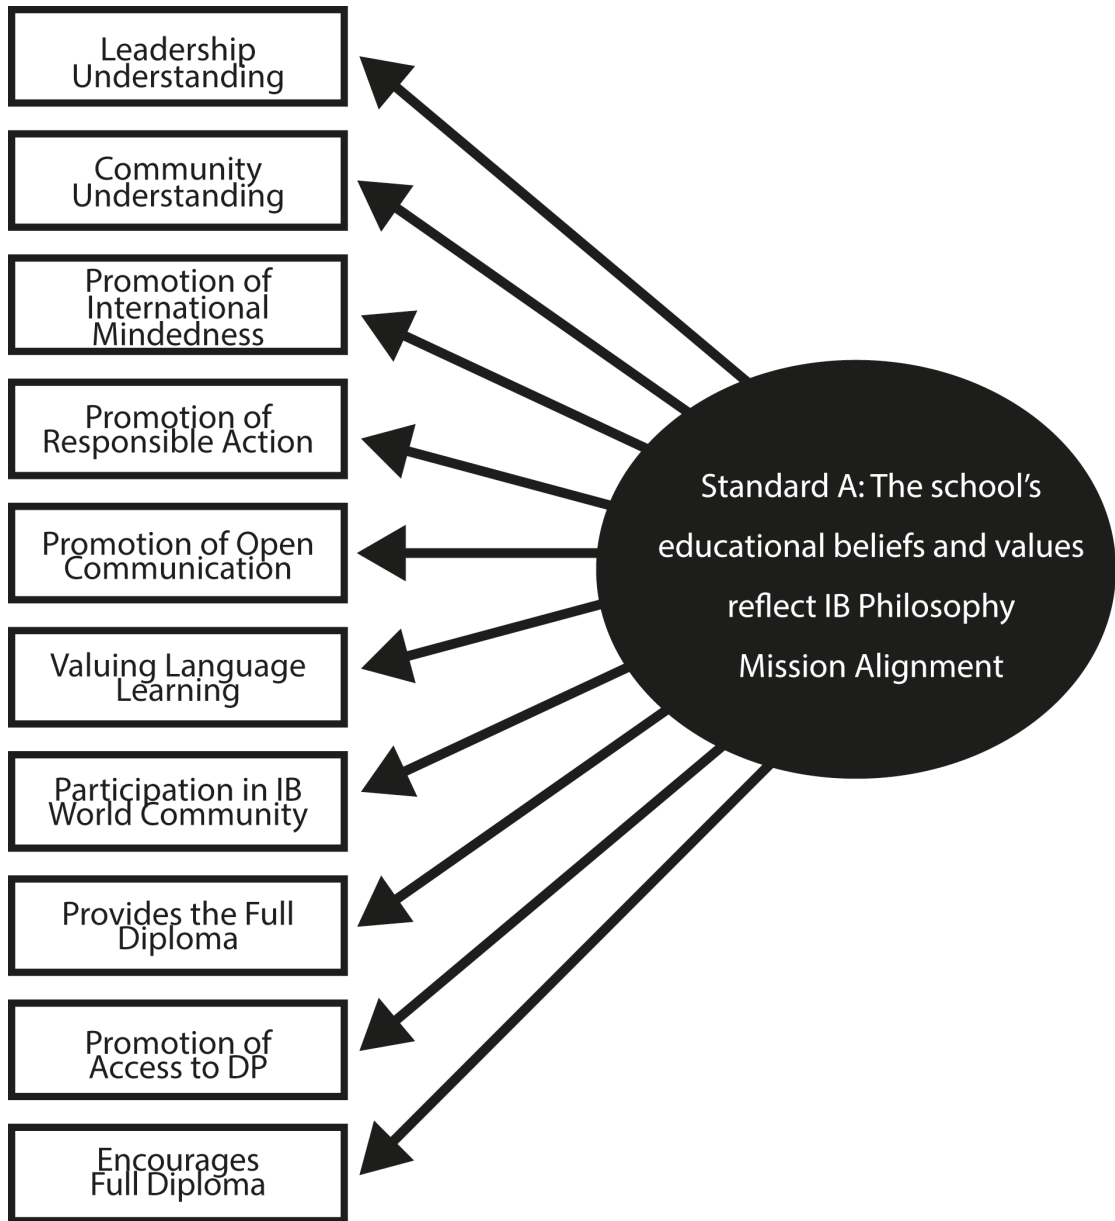 Leadership
Understanding
Community
Understanding
Promotion of
International
Mindedness
Promotion of
Responsible Action
Promotion of Open
Communication
Valuing Language
Learning
Participation in IB
World Community
Provides the Full
Diploma
Promotion of
Access to DP
Encourages
Full Diploma
Standard A: The school’s
educational beliefs and values
reflect IB Philosophy
Mission Alignment